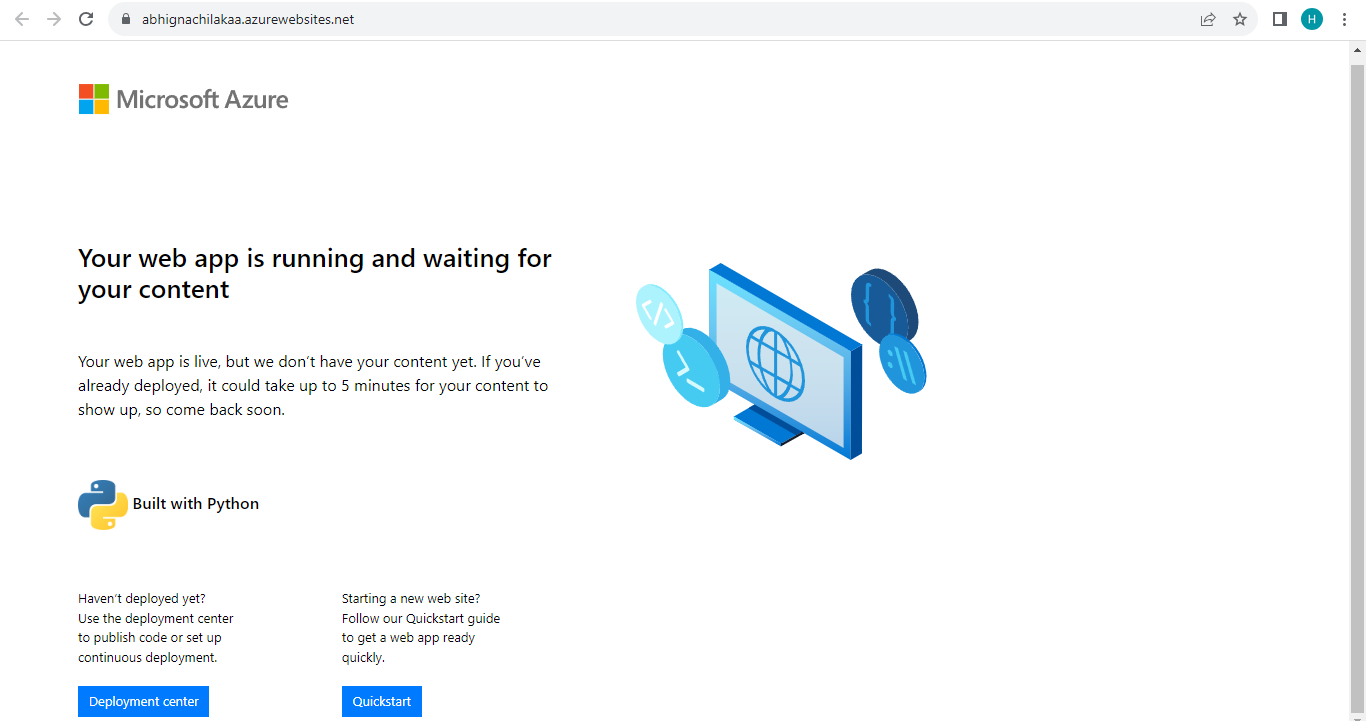 abhignachilakaa.azurewebsites.net
H
Microsoft Azure
Your web app is running and waiting for
your content
Your web app is live, but we don’t have your content yet. If you’ve
already deployed, it could take up to 5 minutes for your content to
show up, so come back soon.
Built with Python
Haven’t deployed yet?
Use the deployment center
to publish code or set up
continuous deployment.
Deployment center
Starting a new web site?
Follow our Quickstart guide
to get a web app ready
quickly.
Quickstart